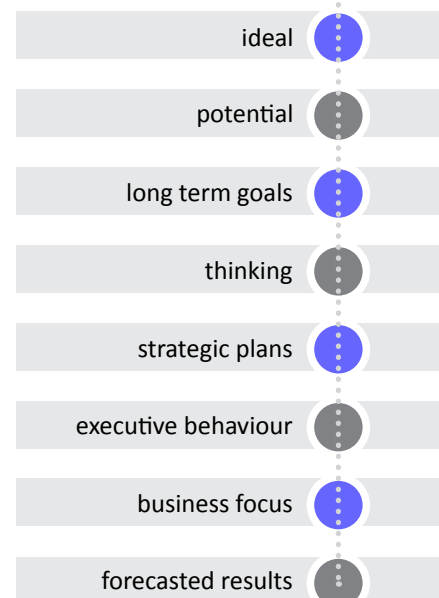 ideal
potential
long term goals
thinking
strategic plans
executive behaviour
business focus
forecasted results